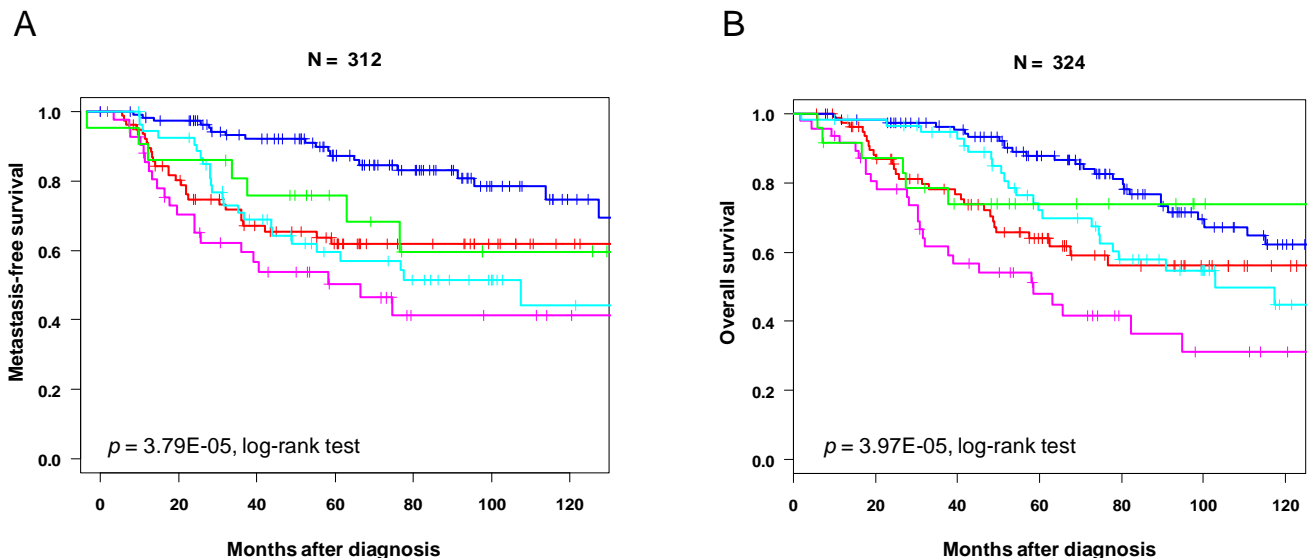 A
N = 312
Metastasis-free survival
1.0
0.8
0.6
0.4
0.2
0.0
p = 3.79E-05, log-rank test
0 20 40 60 80 100 120
Months after diagnosis
B
N = 324
Overall survival
1.0
0.8
0.6
0.4
0.2
0.0
p = 3.97E-05, log-rank test
0 20 40 60 80 100 120
Months after diagnosis